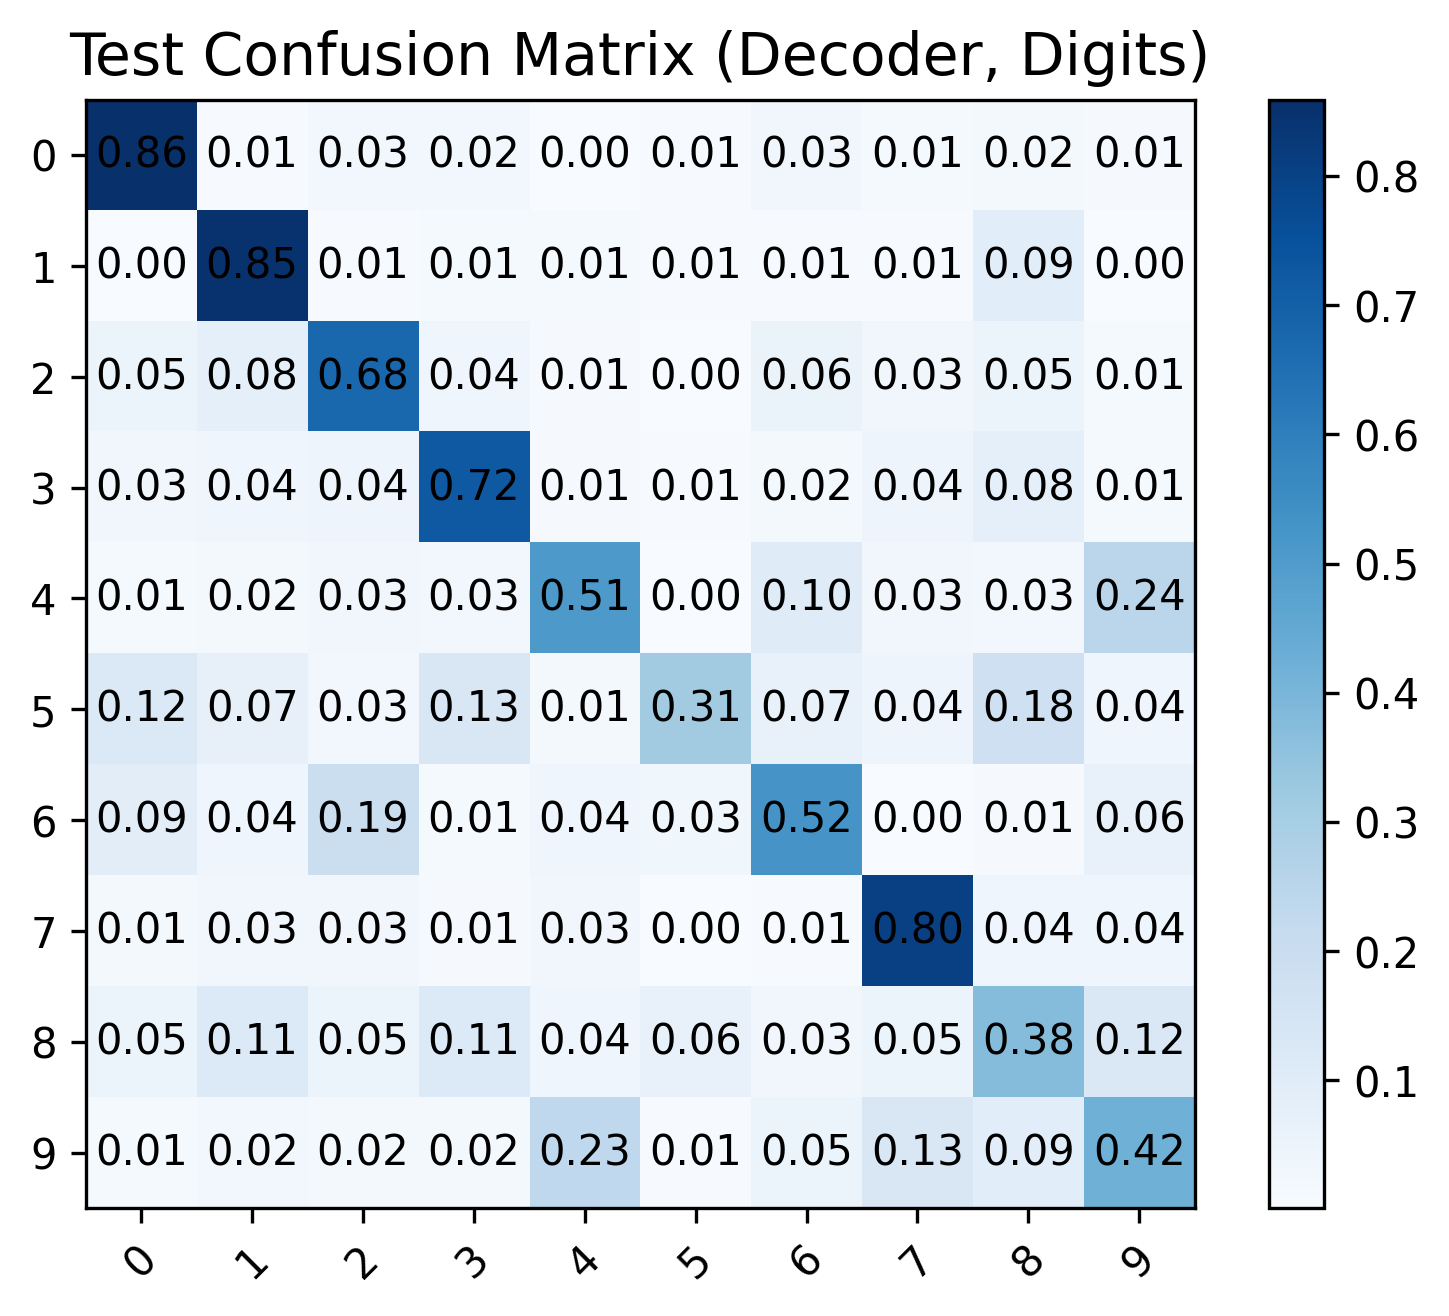 Test Confusion Matrix (Decoder, Digits)
0 0.86 0.01 0.03 0.02 0.00 0.01 0.03 0.01 0.02 0.01
1 0.00 0.85 0.01 0.01 0.01 0.01 0.01 0.01 0.09 0.00
2 0.05 0.08 0.68 0.04 0.01 0.00 0.06 0.03 0.05 0.01
3 0.03 0.04 0.04 0.72 0.01 0.01 0.02 0.04 0.08 0.01
4 0.01 0.02 0.03 0.03 0.51 0.00 0.10 0.03 0.03 0.24
5 0.12 0.07 0.03 0.13 0.01 0.31 0.07 0.04 0.18 0.04
6 0.09 0.04 0.19 0.01 0.04 0.03 0.52 0.00 0.01 0.06
7 0.01 0.03 0.03 0.01 0.03 0.00 0.01 0.80 0.04 0.04
8 0.05 0.11 0.05 0.11 0.04 0.06 0.03 0.05 0.38 0.12
9 0.01 0.02 0.02 0.02 0.23 0.01 0.05 0.13 0.09 0.42
0 1 2 3 4 5 6 7 8 9
0.8
0.7
0.6
0.5
0.4
0.3
0.2
0.1